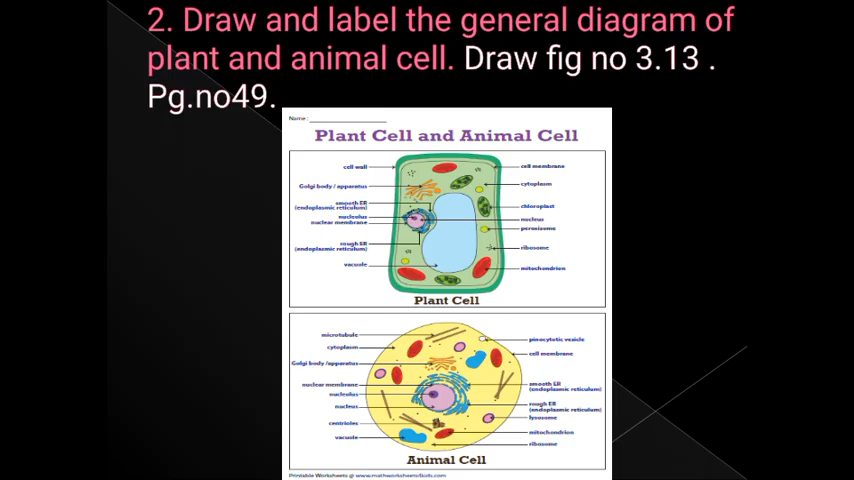 2. Draw and label the general diagram of
plant and animal cell. Draw fig no 3.13 .
Pg.no49.
Name :
Plant Cell and Animal Cell
cell wall
Golgi body / apparatus
smooth ER
(endoplasmic reticulum)
nucleolus
nuclear membrane
rough ER
(endoplasmic reticulum)
vacuole
cell membrane
cytoplasm
chloroplast
nucleus
peroxisome
ribosome
mitochondrion
Plant Cell
microtubule
cytoplasm
Golgi body /apparatus
nuclear membrane
nucleolus
nucleus
centrioles
vacuole
pinocytotic vesicle
cell membrane
smooth ER
(endoplasmic reticulum)
rough ER
(endoplasmic reticulum)
lysosome
mitochondrion
ribosome
Animal Cell
Printable Worksheets @ www.mathworksheets4kids.com